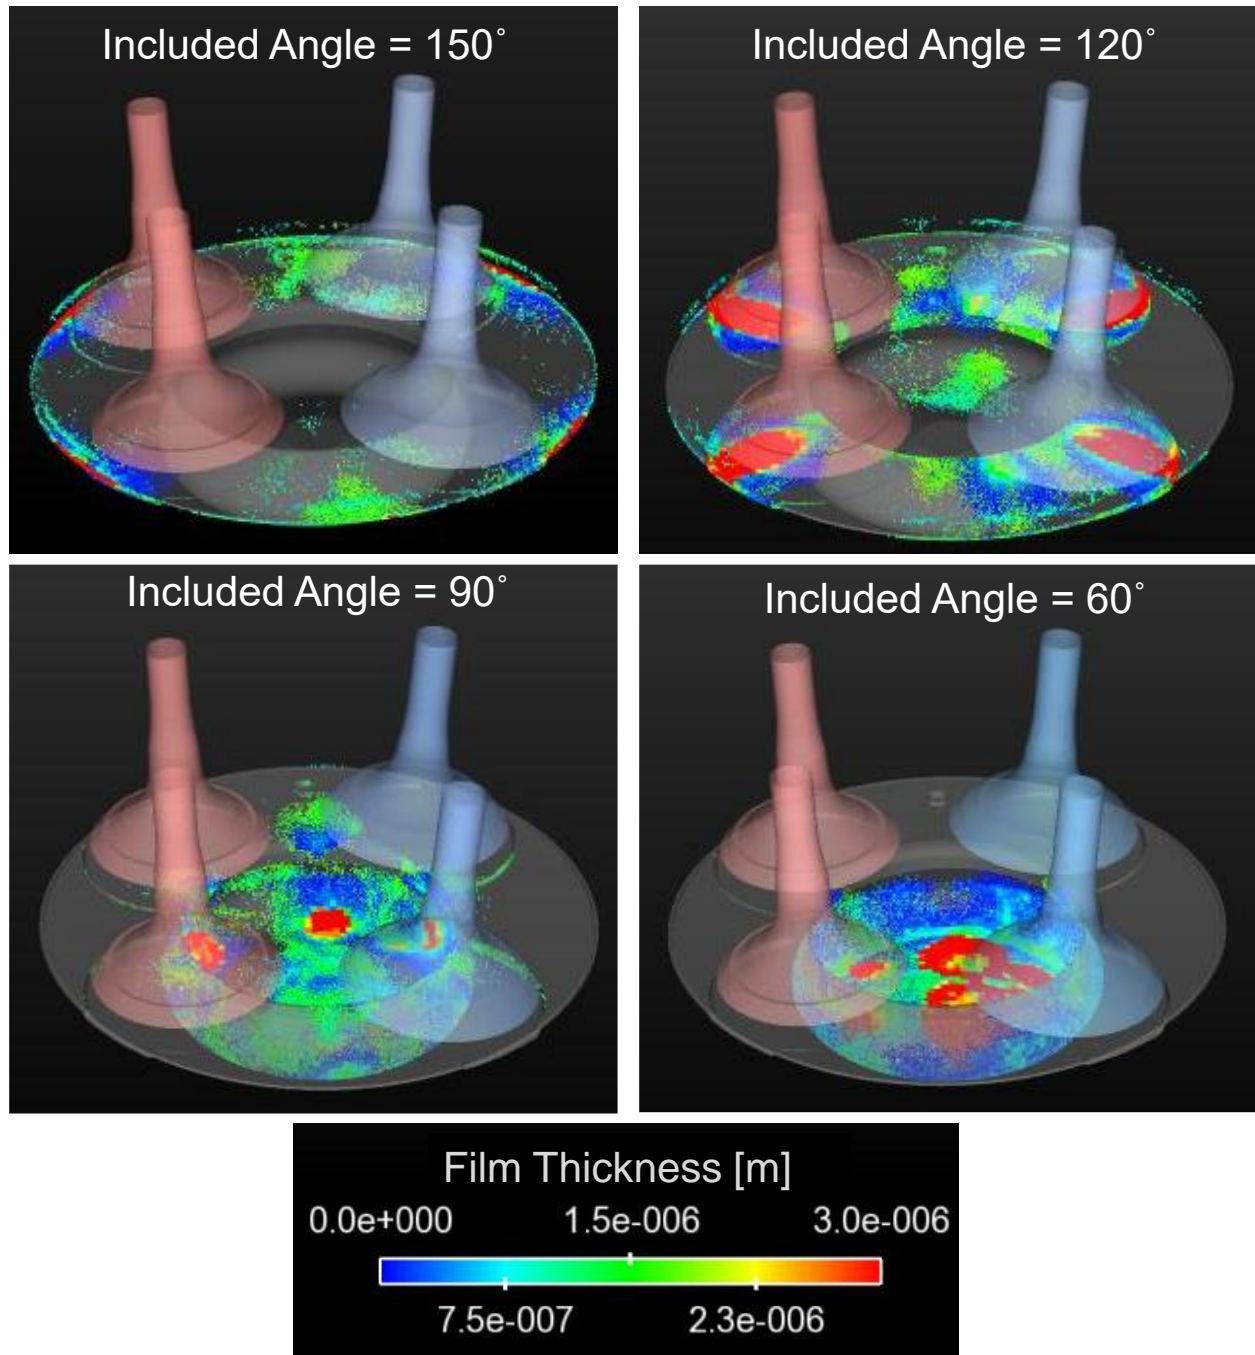 Included Angle = 150°
Included Angle = 120°
Included Angle = 90°
Included Angle = 60°
Film Thickness [m]
0.0e+000 1.5e-006 3.0e-006
7.5e-007 2.3e-006